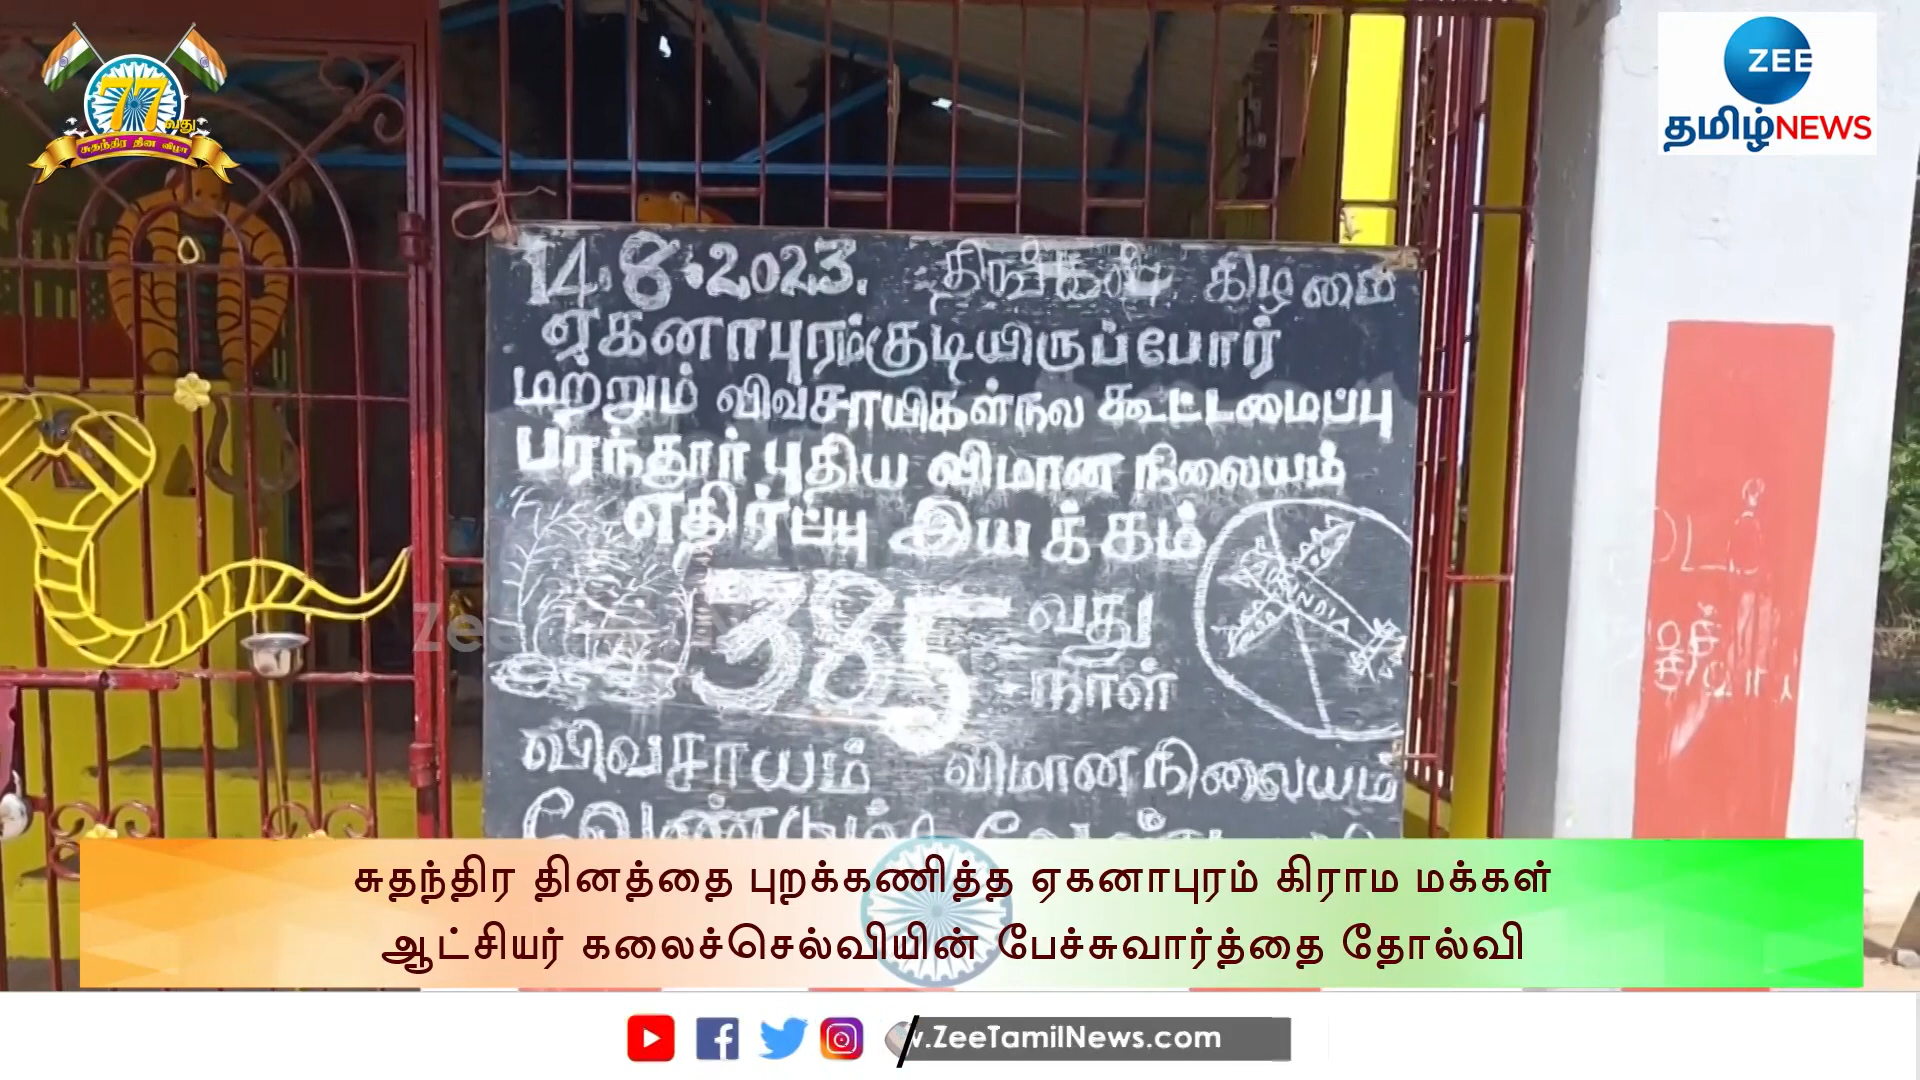 77
வது
சுதந்திர தின விழா
ZEE
தமிழ் NEWS
14.8.2023. திங்கள் கிழமை
ஏகனாபுரம்குடியிருப்போர்
மற்றும் விவசாயிகள்நல கூட்டமைப்பு
பரந்தூர் புதிய விமான நிலையம்
எதிர்ப்பு இயக்கம்
385 வது
நாள்
விவசாயம் விமானநிலையம்
வேண்டும்
சுதந்திர தினத்தை புறக்கணித்த ஏகனாபுரம் கிராம மக்கள்
ஆட்சியர் கலைச்செல்வியின் பேச்சுவார்த்தை தோல்வி
.ZeeTamilNews.com